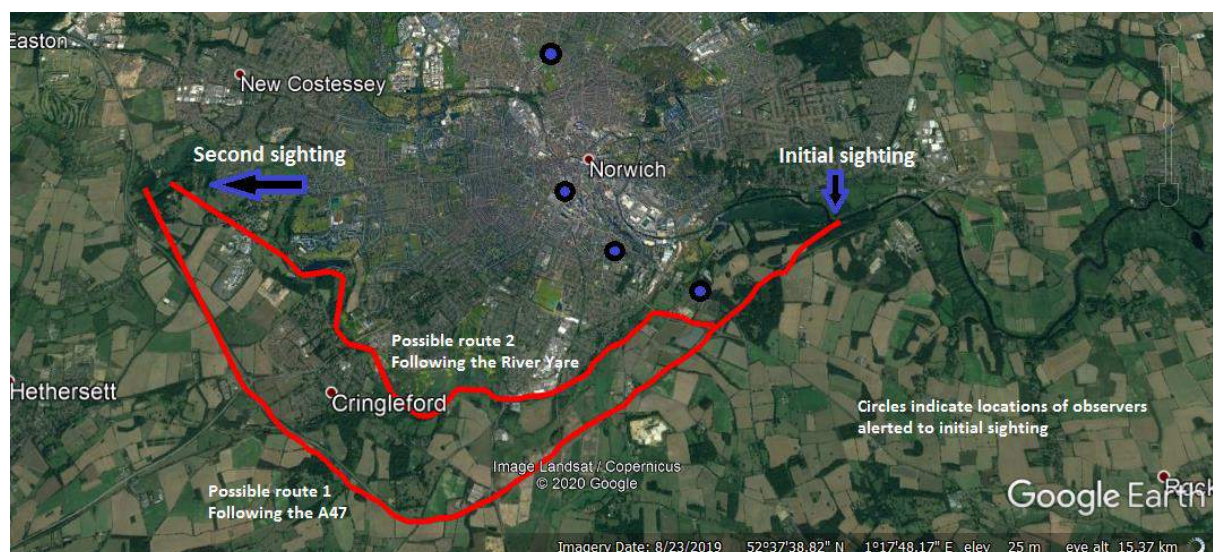 Easton
New Costessey
Second sighting
Norwich
Initial sighting
Possible route 2
Following the River Yare
Hethersett
Cringleford
Circles indicate locations of observers
alerted to initial sighting
Image Landsat / Copernicus
© 2020 Google
Possible route 1
Following the A47
Rock
Google Earth
Imagery Date: 8/23/2019 52°37'38.82" N 1°17'48.17" E elev 25 m eye alt 15.37 km